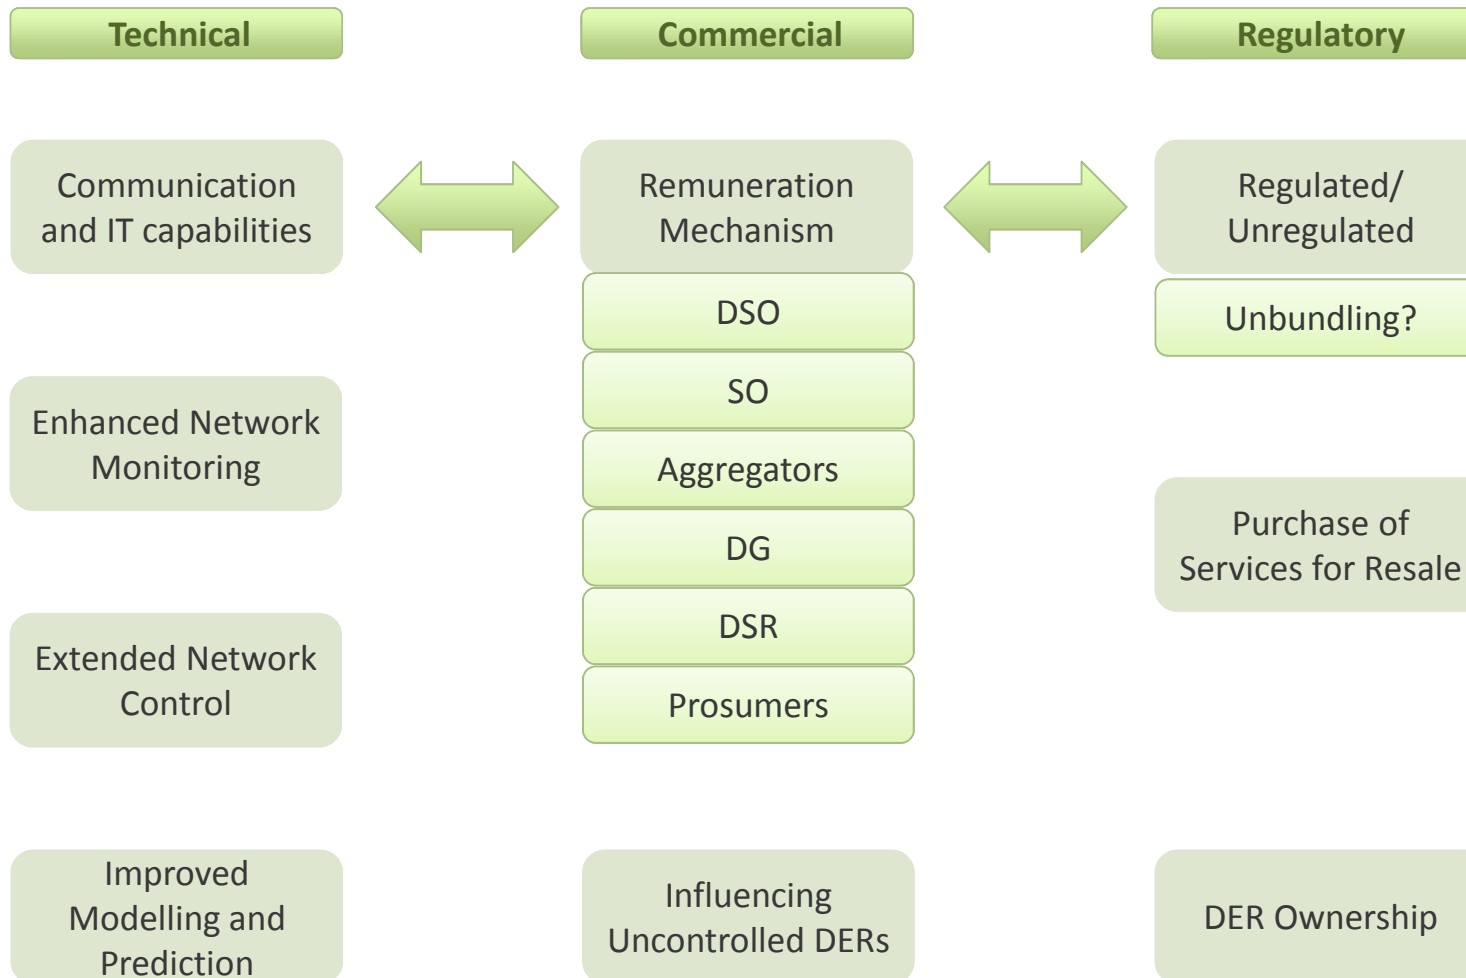 Technical
Commercial
Regulatory
Communication
and IT capabilities
Remuneration
Mechanism
Regulated/
Unregulated
DSO
Unbundling?
SO
Enhanced Network
Monitoring
Aggregators
DG
Purchase of
Services for Resale
DSR
Extended Network
Control
Prosumers
Improved
Modelling and
Prediction
Influencing
Uncontrolled DERs
DER Ownership